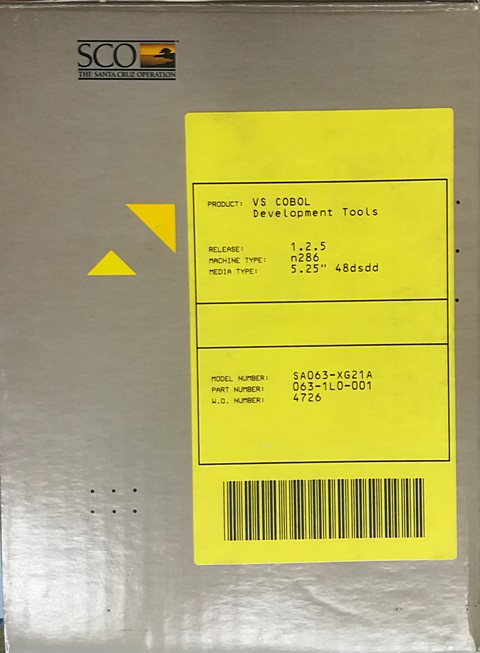 SCO
THE SANTA CRUZ OPERATION
PRODUCT: VS COBOL
Development Tools
RELEASE: 1.2.5
MACHINE TYPE: n286
MEDIA TYPE: 5.25" 48dsdd
MODEL NUMBER: SA063-XG21A
PART NUMBER: 063-1L0-001
W.O. NUMBER: 4726